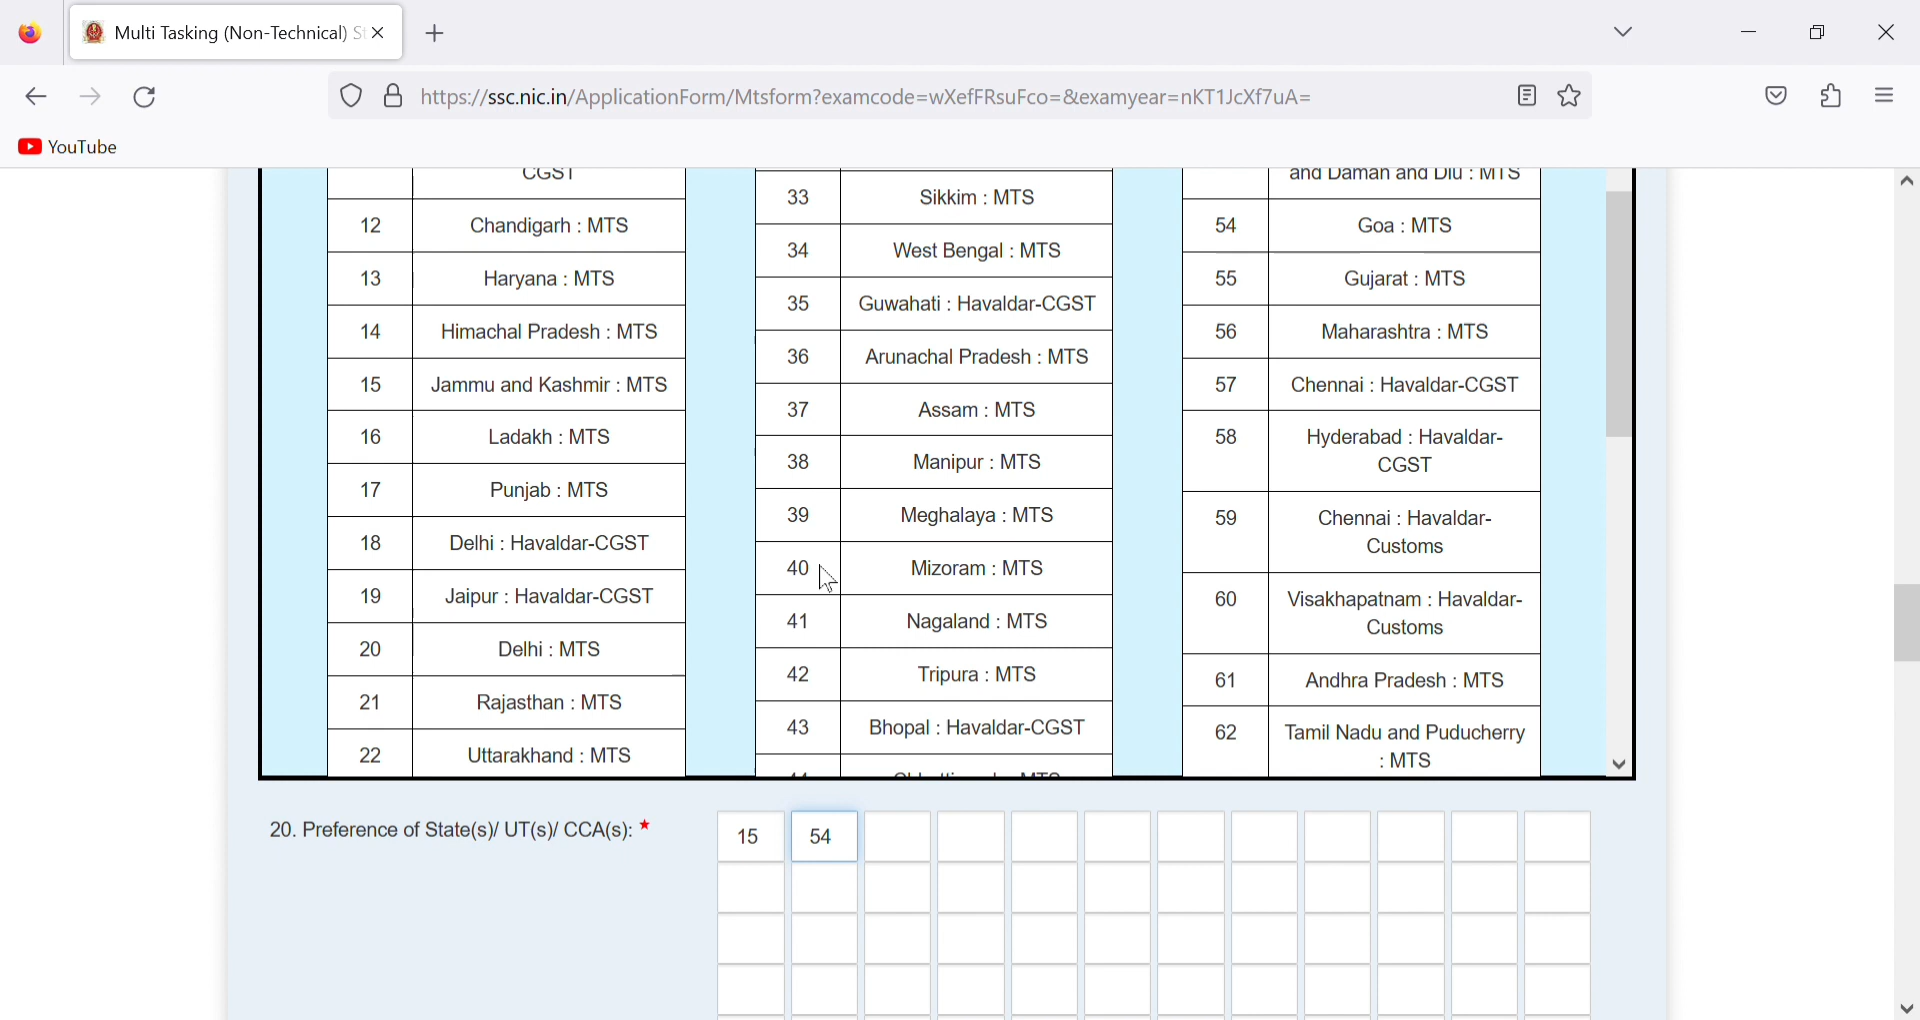 Multi Tasking (Non-Technical) St
https://ssc.nic.in/ApplicationForm/Mtsform?examcode=wXefFRsuFco=&examyear=nKT1JcXf7uA=
YouTube
CGST
12 Chandigarh : MTS
13 Haryana : MTS
14 Himachal Pradesh : MTS
15 Jammu and Kashmir : MTS
16 Ladakh : MTS
17 Punjab : MTS
18 Delhi : Havaldar-CGST
19 Jaipur : Havaldar-CGST
20 Delhi : MTS
21 Rajasthan : MTS
22 Uttarakhand : MTS
33 Sikkim : MTS
34 West Bengal : MTS
35 Guwahati : Havaldar-CGST
36 Arunachal Pradesh : MTS
37 Assam : MTS
38 Manipur : MTS
39 Meghalaya : MTS
40 Mizoram : MTS
41 Nagaland : MTS
42 Tripura : MTS
43 Bhopal : Havaldar-CGST
and Daman and Diu : MTS
54 Goa : MTS
55 Gujarat : MTS
56 Maharashtra : MTS
57 Chennai : Havaldar-CGST
58 Hyderabad : Havaldar-
CGST
59 Chennai : Havaldar-
Customs
60 Visakhapatnam : Havaldar-
Customs
61 Andhra Pradesh : MTS
62 Tamil Nadu and Puducherry
: MTS
20. Preference of State(s)/ UT(s)/ CCA(s): * 15 54